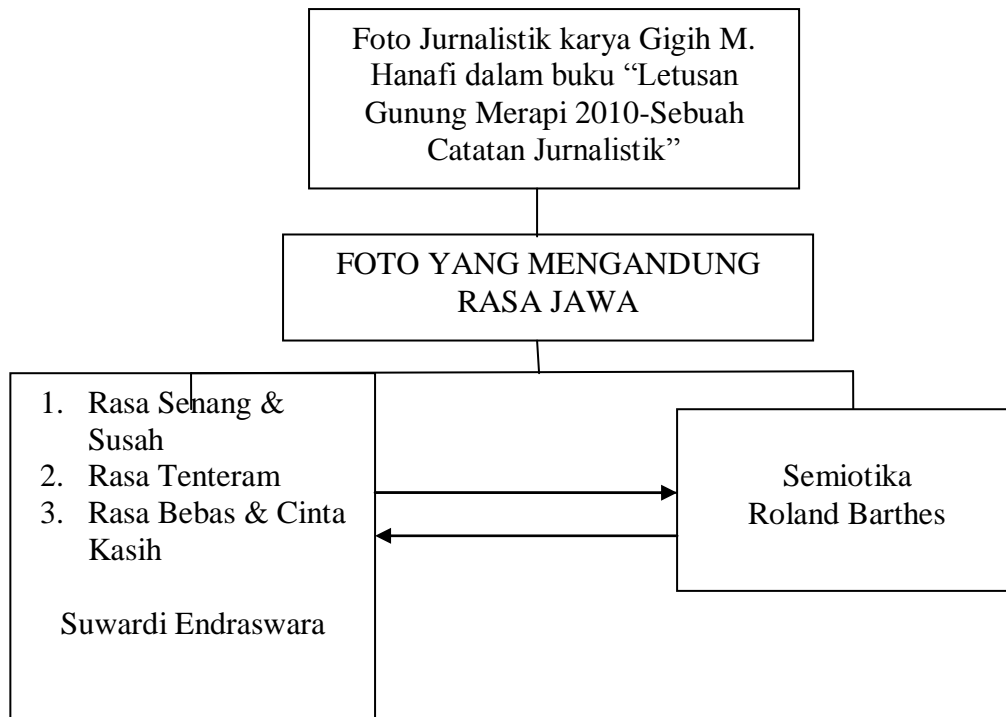 Foto Jurnalistik karya Gigih M.
Hanafi dalam buku “Letusan
Gunung Merapi 2010-Sebuah
Catatan Jurnalistik”
FOTO YANG MENGANDUNG
RASA JAWA
1. Rasa Senang &
Susah
2. Rasa Tenteram
3. Rasa Bebas & Cinta
Kasih
Suwardi Endraswara
Semiotika
Roland Barthes